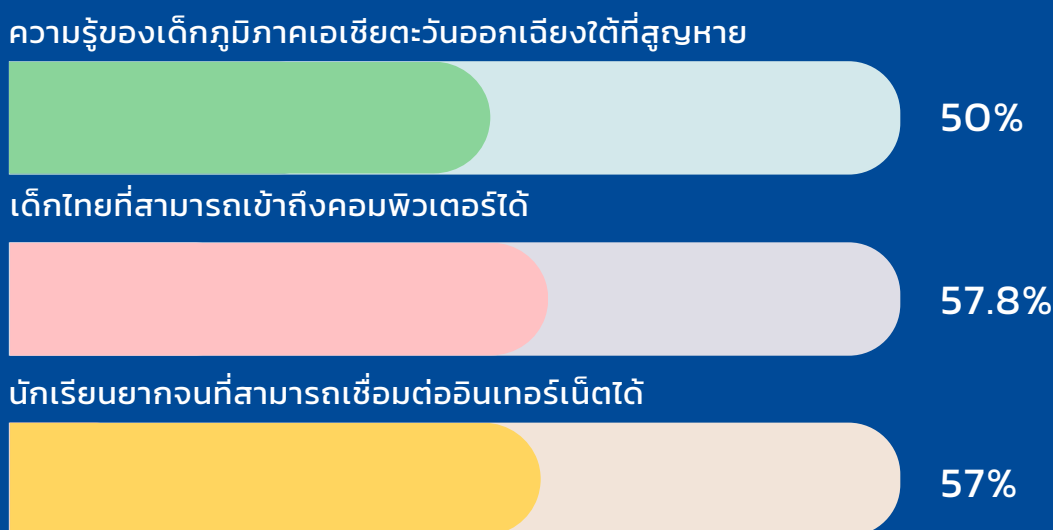 ความรู้ของเด็กภูมิภาคเอเชียตะวันออกเฉียงใต้ที่สูญหาย
50%
เด็กไทยที่สามารถเข้าถึงคอมพิวเตอร์ได้
57.8%
นักเรียนยากจนที่สามารถเชื่อมต่ออินเทอร์เน็ตได้
57%